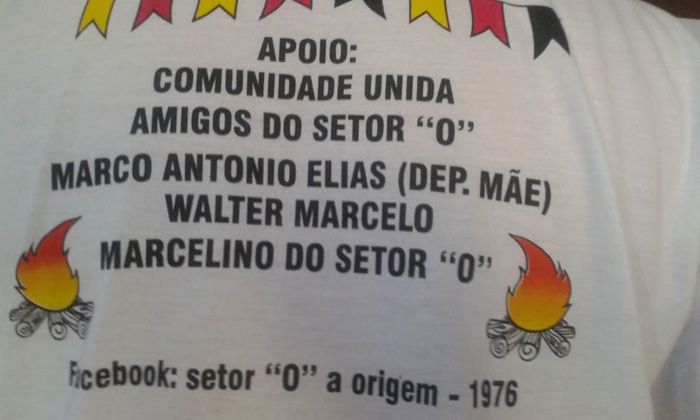 APOIO:
COMUNIDADE UNIDA
AMIGOS DO SETOR “O”
MARCO ANTONIO ELIAS (DEP. MÃE)
WALTER MARCELO
MARCELINO DO SETOR “O”
Facebook: setor “O” a origem - 1976